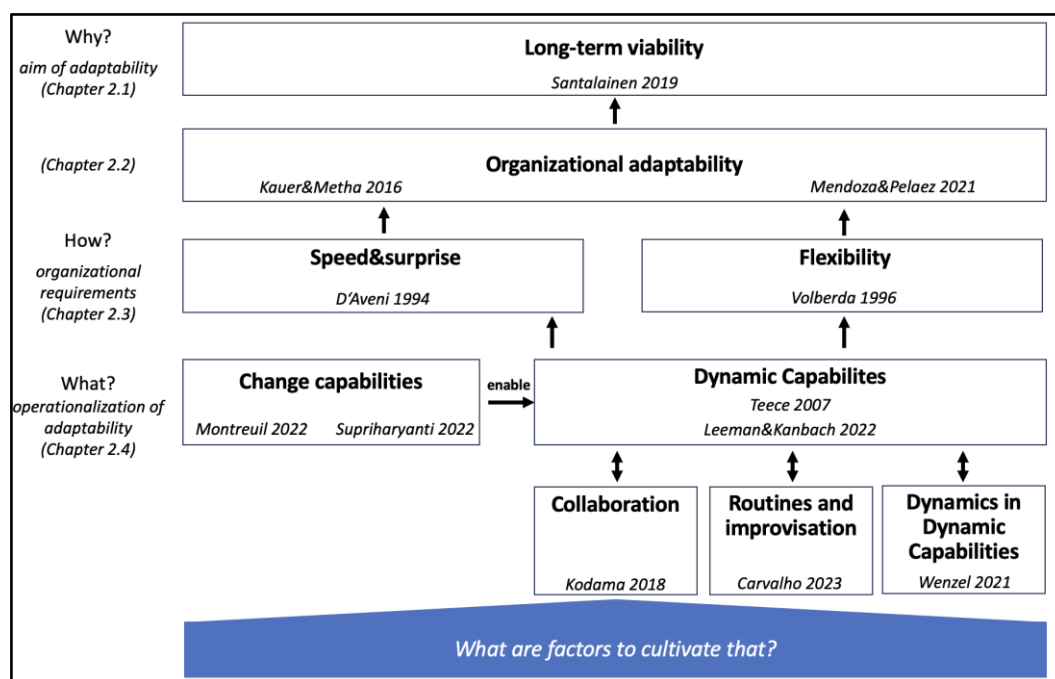 Why?
aim of adaptability
(Chapter 2.1)
Long-term viability
Santalainen 2019
(Chapter 2.2)
Organizational adaptability
Kauer&Metha 2016
Mendoza&Pelaez 2021
How?
organizational
requirements
(Chapter 2.3)
Speed&surprise
D'Aveni 1994
Flexibility
Volberda 1996
What?
operationalization of
adaptability
(Chapter 2.4)
Change capabilities
Montreuil 2022
Supriharyanti 2022
enable
Dynamic Capabilites
Teece 2007
Leeman&Kanbach 2022
Collaboration
Kodama 2018
Routines and
improvisation
Carvalho 2023
Dynamics in
Dynamic
Capabilities
Wenzel 2021
What are factors to cultivate that?